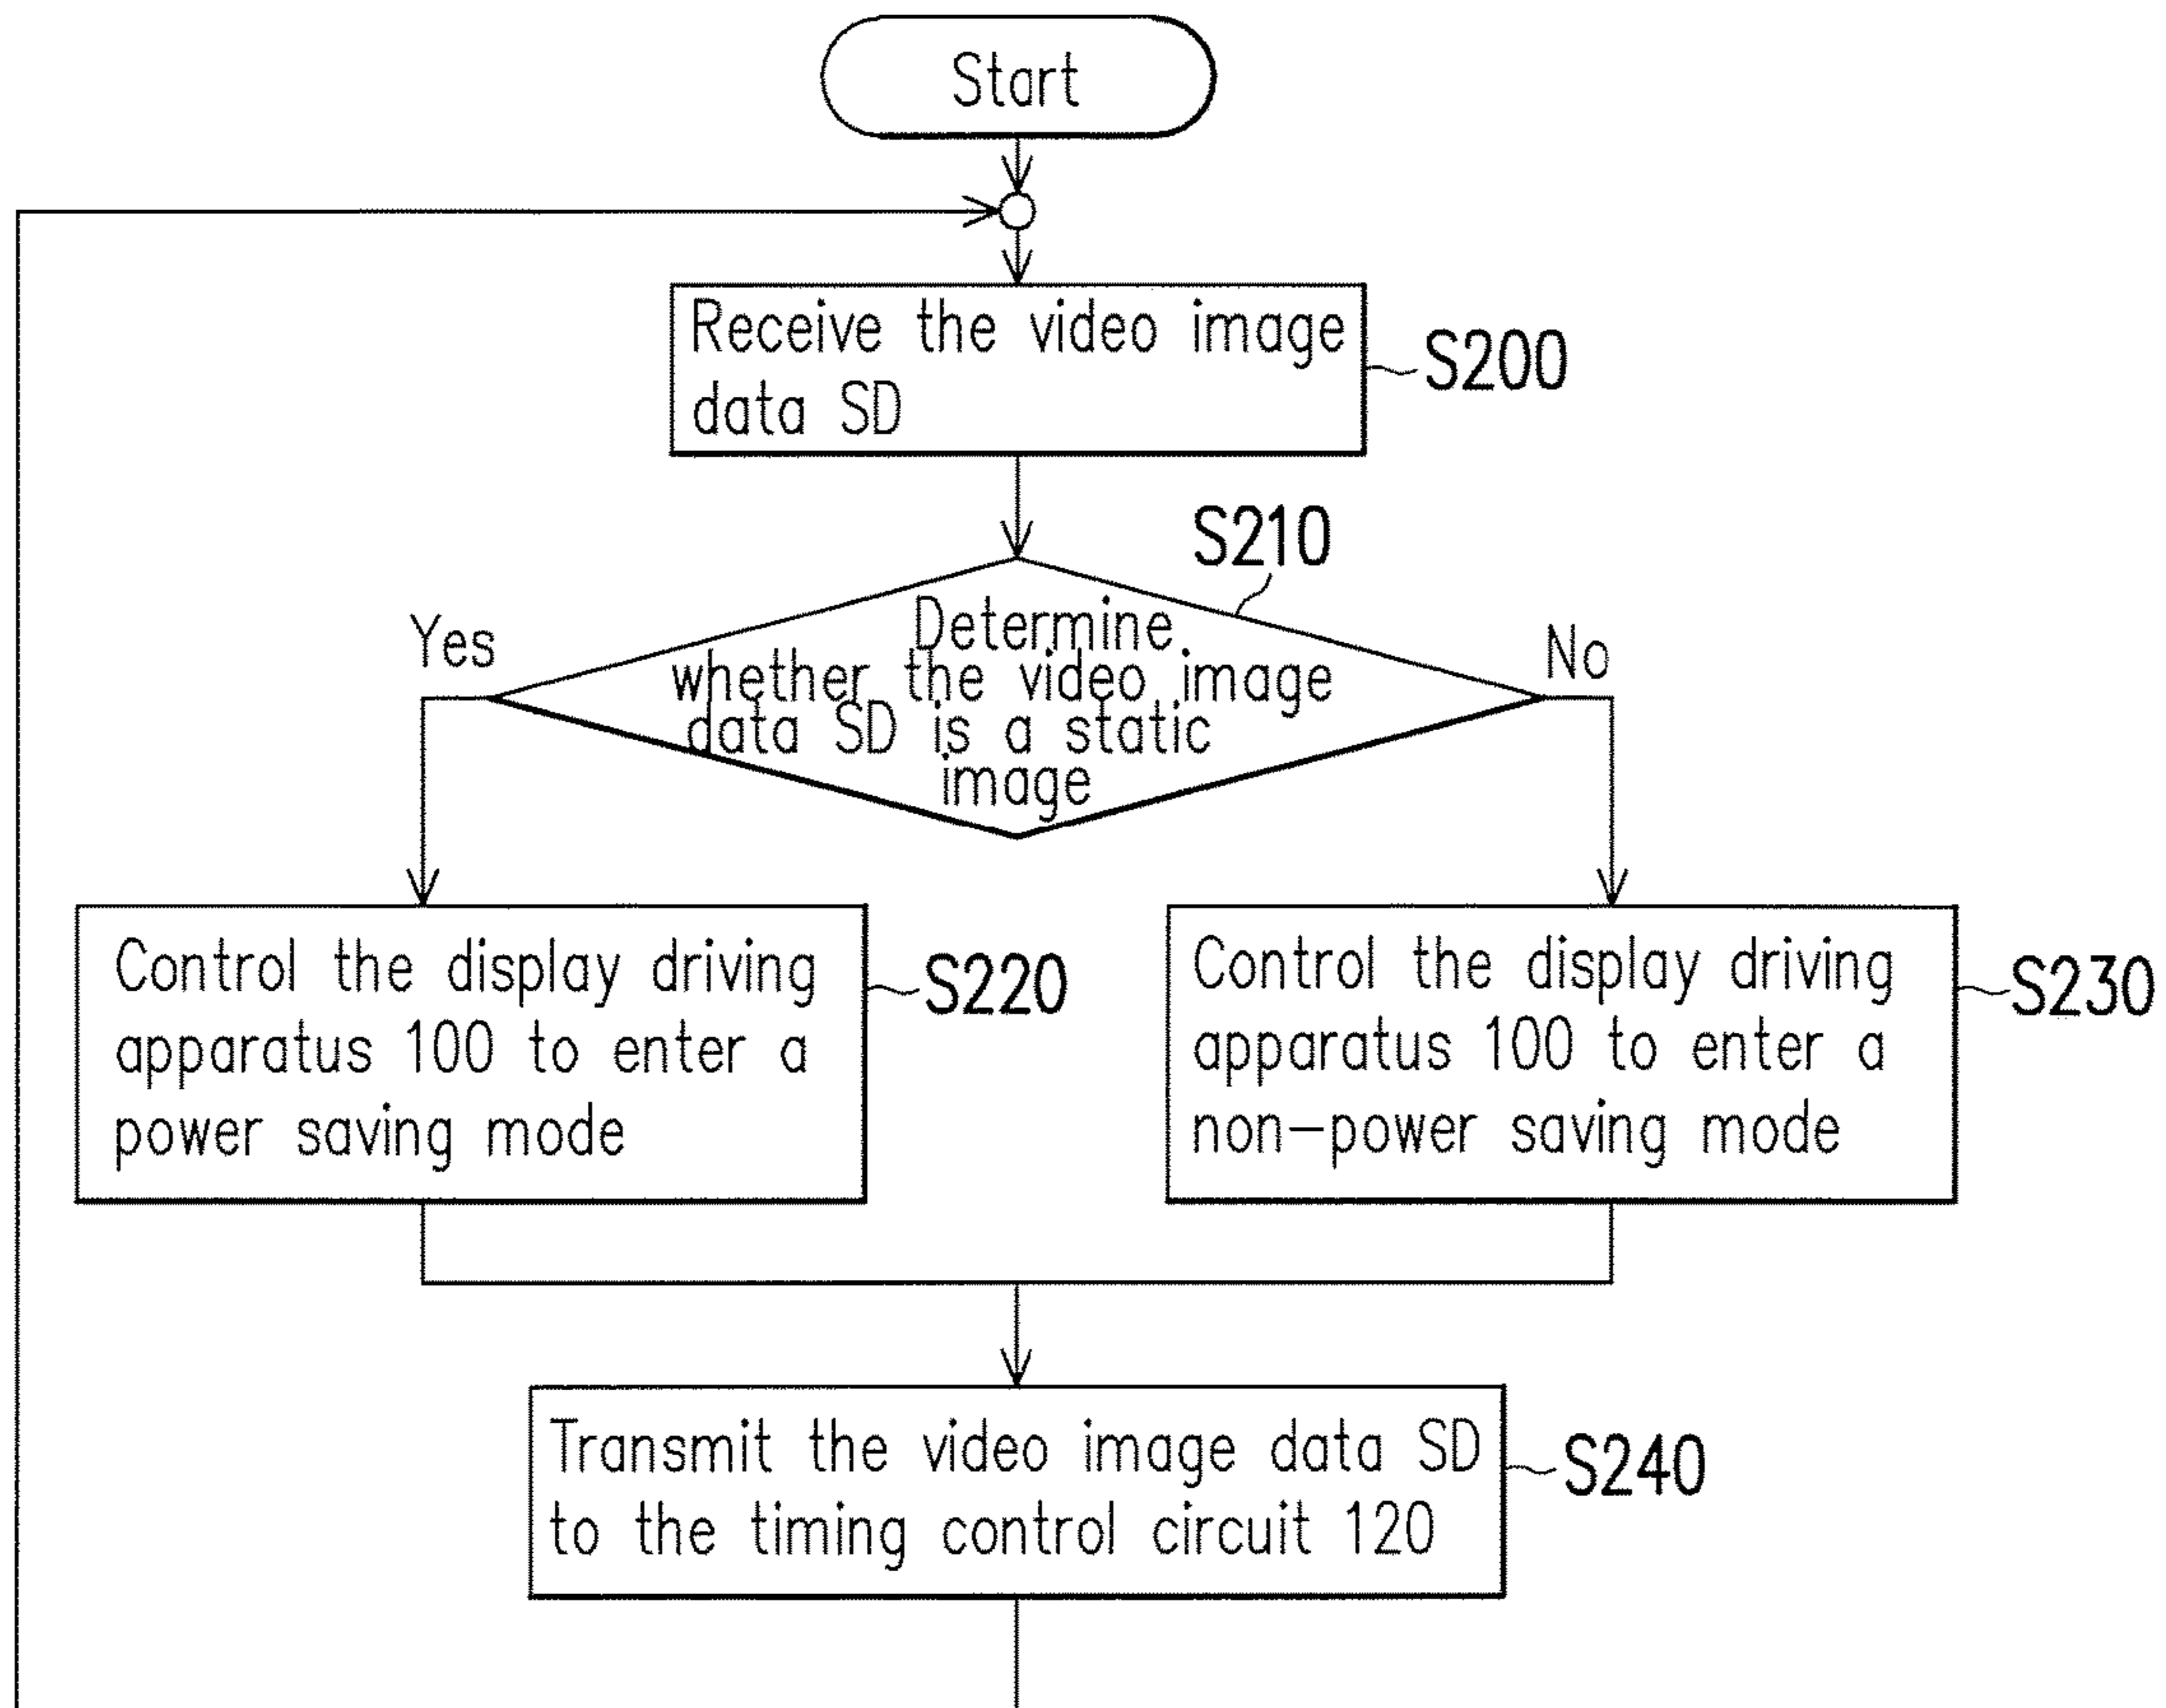 Start
Receive the video image
data SD
S200
S210
Yes
No
Determine
whether the video image
data SD is a static
image
Control the display driving
apparatus 100 to enter a
power saving mode
S220
Control the display driving
apparatus 100 to enter a
non-power saving mode
S230
Transmit the video image data SD
to the timing control circuit 120
S240